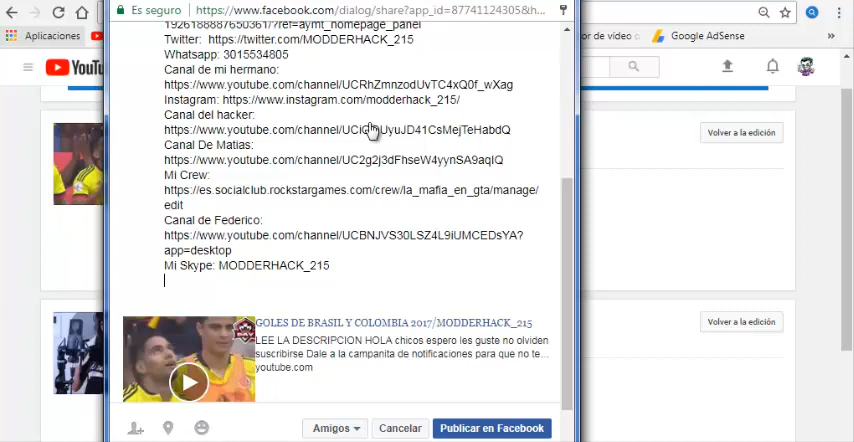 Es seguro
https://www.facebook.com/dialog/share?app_id=87741124305&h...
Aplicaciones
or de vídeo
Google AdSense
YouTu
1926188887650361/?ref=aymt_homepage_panel
Twitter: https://twitter.com/MODDERHACK_215
Whatsapp: 3015534805
Canal de mi hermano:
https://www.youtube.com/channel/UCRhZmnzodUvTC4xQ0f_wXag
Instagram: https://www.instagram.com/modderhack_215/
Canal del hacker:
Canal De Matias:
https://www.youtube.com/channel/UC2g2j3dFhseW4yynSA9aqIQ
Mi Crew:
https://es.socialclub.rockstargames.com/crew/la_mafia_en_gta/manage/
edit
Canal de Federico:
https://www.youtube.com/channel/UCBNJVS30LSZ4L9iUMCEDsYA?
app=desktop
Mi Skype: MODDERHACK_215
Volver a la edición
Volver a la edición
GOLES DE BRASIL Y COLOMBIA 2017/MODDERHACK_215
LEE LA DESCRIPCION HOLA chicos espero les guste no olviden
suscribirse Dale a la campanita de notificaciones para que no te...
youtube.com
Amigos
Cancelar
Publicar en Facebook